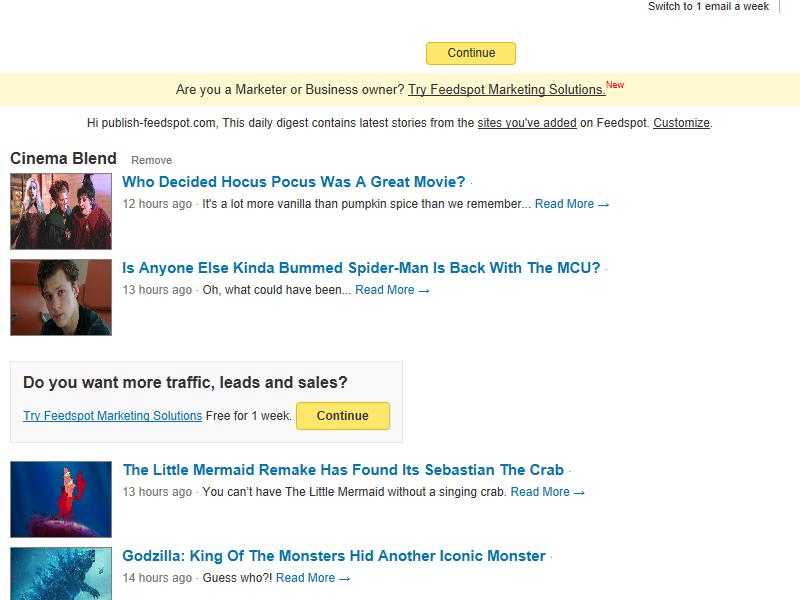 Switch to 1 email a week
Continue
Are you a Marketer or Business owner? Try Feedspot Marketing Solutions.New
Hi publish-feedspot.com, This daily digest contains latest stories from the sites you've added on Feedspot. Customize.
Cinema Blend Remove
Who Decided Hocus Pocus Was A Great Movie? ·
12 hours ago · It's a lot more vanilla than pumpkin spice than we remember... Read More →
Is Anyone Else Kinda Bummed Spider-Man Is Back With The MCU? ·
13 hours ago · Oh, what could have been... Read More →
Do you want more traffic, leads and sales?
Try Feedspot Marketing Solutions Free for 1 week. Continue
The Little Mermaid Remake Has Found Its Sebastian The Crab ·
13 hours ago · You can’t have The Little Mermaid without a singing crab. Read More →
Godzilla: King Of The Monsters Hid Another Iconic Monster ·
14 hours ago · Guess who?! Read More →